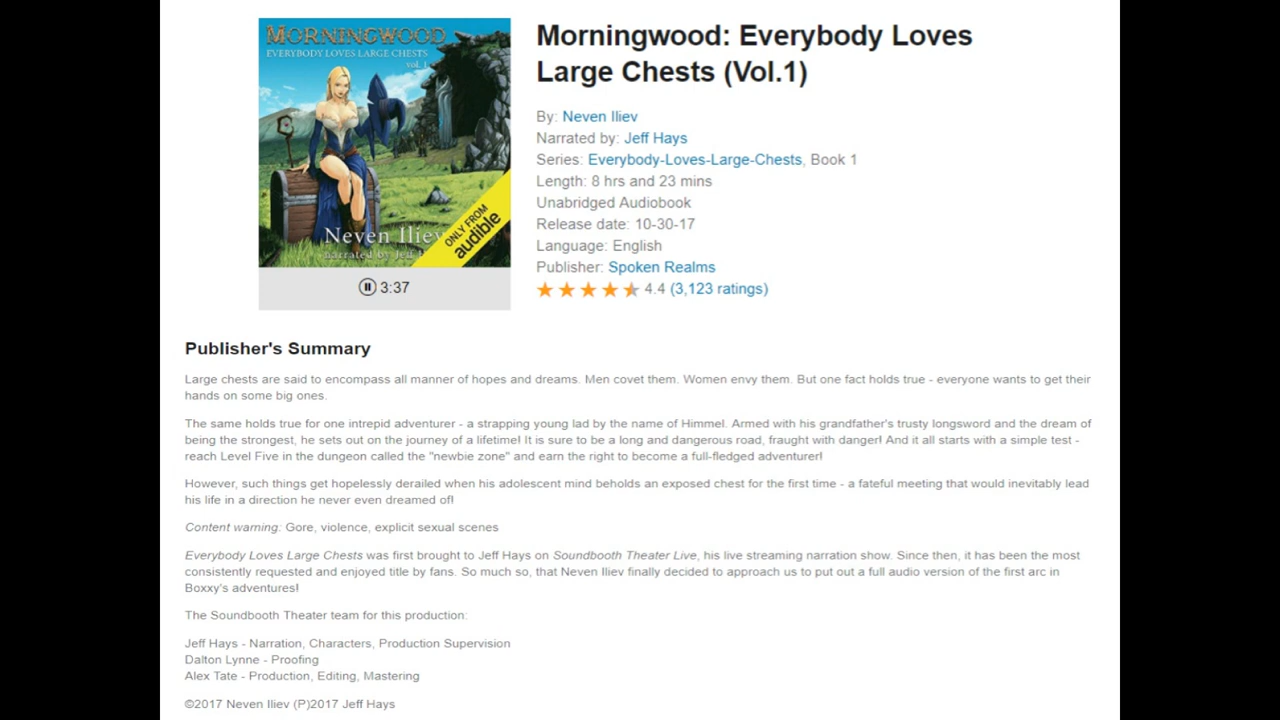 MORNINGWOOD
EVERYBODY LOVES LARGE CHESTS
vol. 1
Neven Iliev
narrated by Jeff
ONLY FROM
audible
3:37
Morningwood: Everybody Loves
Large Chests (Vol.1)
By: Neven Iliev
Narrated by: Jeff Hays
Series: Everybody-Loves-Large-Chests, Book 1
Length: 8 hrs and 23 mins
Unabridged Audiobook
Release date: 10-30-17
Language: English
Publisher: Spoken Realms
4.4 (3,123 ratings)
Publisher's Summary
Large chests are said to encompass all manner of hopes and dreams. Men covet them. Women envy them. But one fact holds true - everyone wants to get their
hands on some big ones.
The same holds true for one intrepid adventurer - a strapping young lad by the name of Himmel. Armed with his grandfather's trusty longsword and the dream of
being the strongest, he sets out on the journey of a lifetime! It is sure to be a long and dangerous road, fraught with danger! And it all starts with a simple test -
reach Level Five in the dungeon called the "newbie zone" and earn the right to become a full-fledged adventurer!
However, such things get hopelessly derailed when his adolescent mind beholds an exposed chest for the first time - a fateful meeting that would inevitably lead
his life in a direction he never even dreamed of!
Content warning: Gore, violence, explicit sexual scenes
Everybody Loves Large Chests was first brought to Jeff Hays on Soundbooth Theater Live, his live streaming narration show. Since then, it has been the most
consistently requested and enjoyed title by fans. So much so, that Neven Iliev finally decided to approach us to put out a full audio version of the first arc in
Boxxy's adventures!
The Soundbooth Theater team for this production:
Jeff Hays - Narration, Characters, Production Supervision
Dalton Lynne - Proofing
Alex Tate - Production, Editing, Mastering
©2017 Neven Iliev (P)2017 Jeff Hays